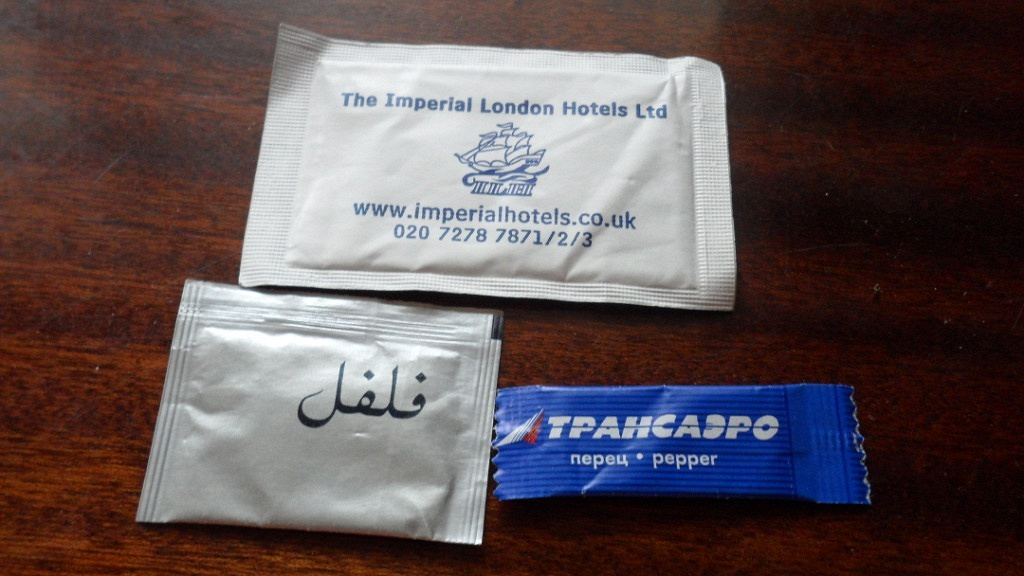 The Imperial London Hotels Ltd
www.imperialhotels.co.uk
020 7278 7871/2/3
فلفل
ТРАНСАЭРО
перец • pepper